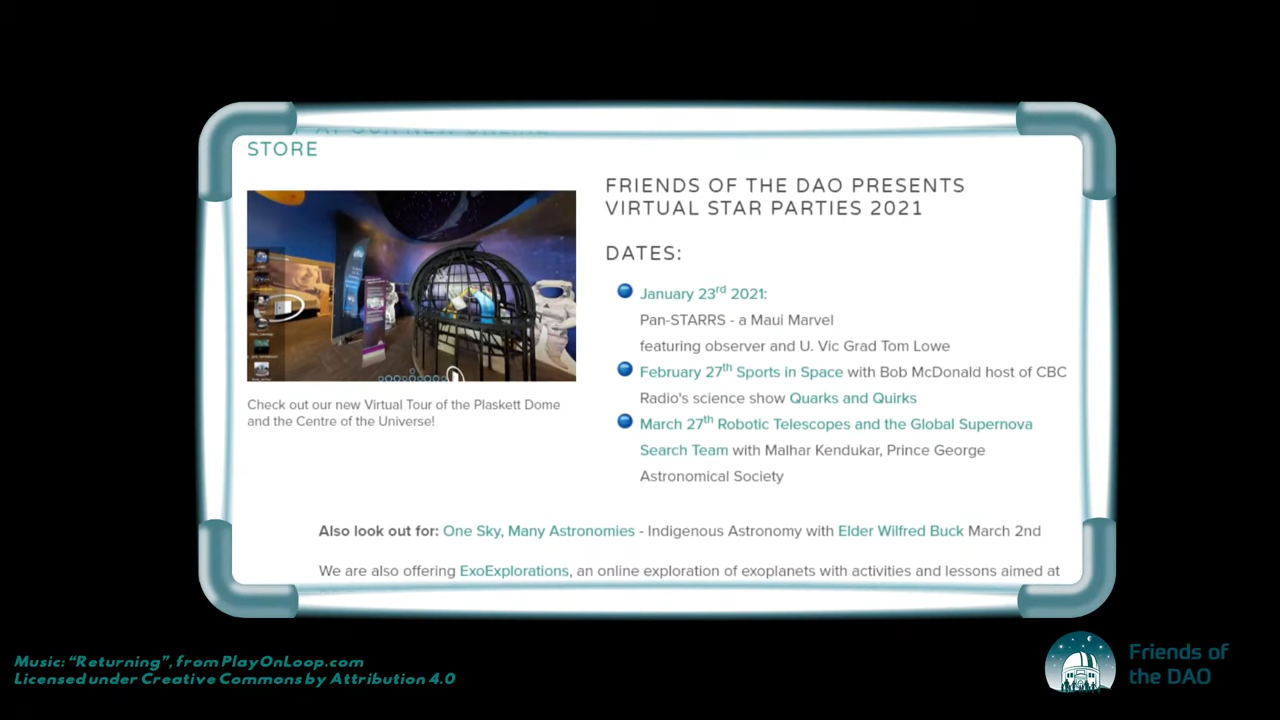 AT OUR NEW ONLINE
STORE
Check out our new Virtual Tour of the Plaskett Dome
and the Centre of the Universe!
FRIENDS OF THE DAO PRESENTS
VIRTUAL STAR PARTIES 2021
DATES:
January 23rd 2021:
Pan-STARRS - a Maui Marvel
featuring observer and U. Vic Grad Tom Lowe
February 27th Sports in Space with Bob McDonald host of CBC
Radio's science show Quarks and Quirks
March 27th Robotic Telescopes and the Global Supernova
Search Team with Malhar Kendukar, Prince George
Astronomical Society
Also look out for: One Sky, Many Astronomies - Indigenous Astronomy with Elder Wilfred Buck March 2nd
We are also offering ExoExplorations, an online exploration of exoplanets with activities and lessons aimed at
Music: “Returning”, from PlayOnLoop.com
Licensed under Creative Commons by Attribution 4.0
Friends of
the DAO